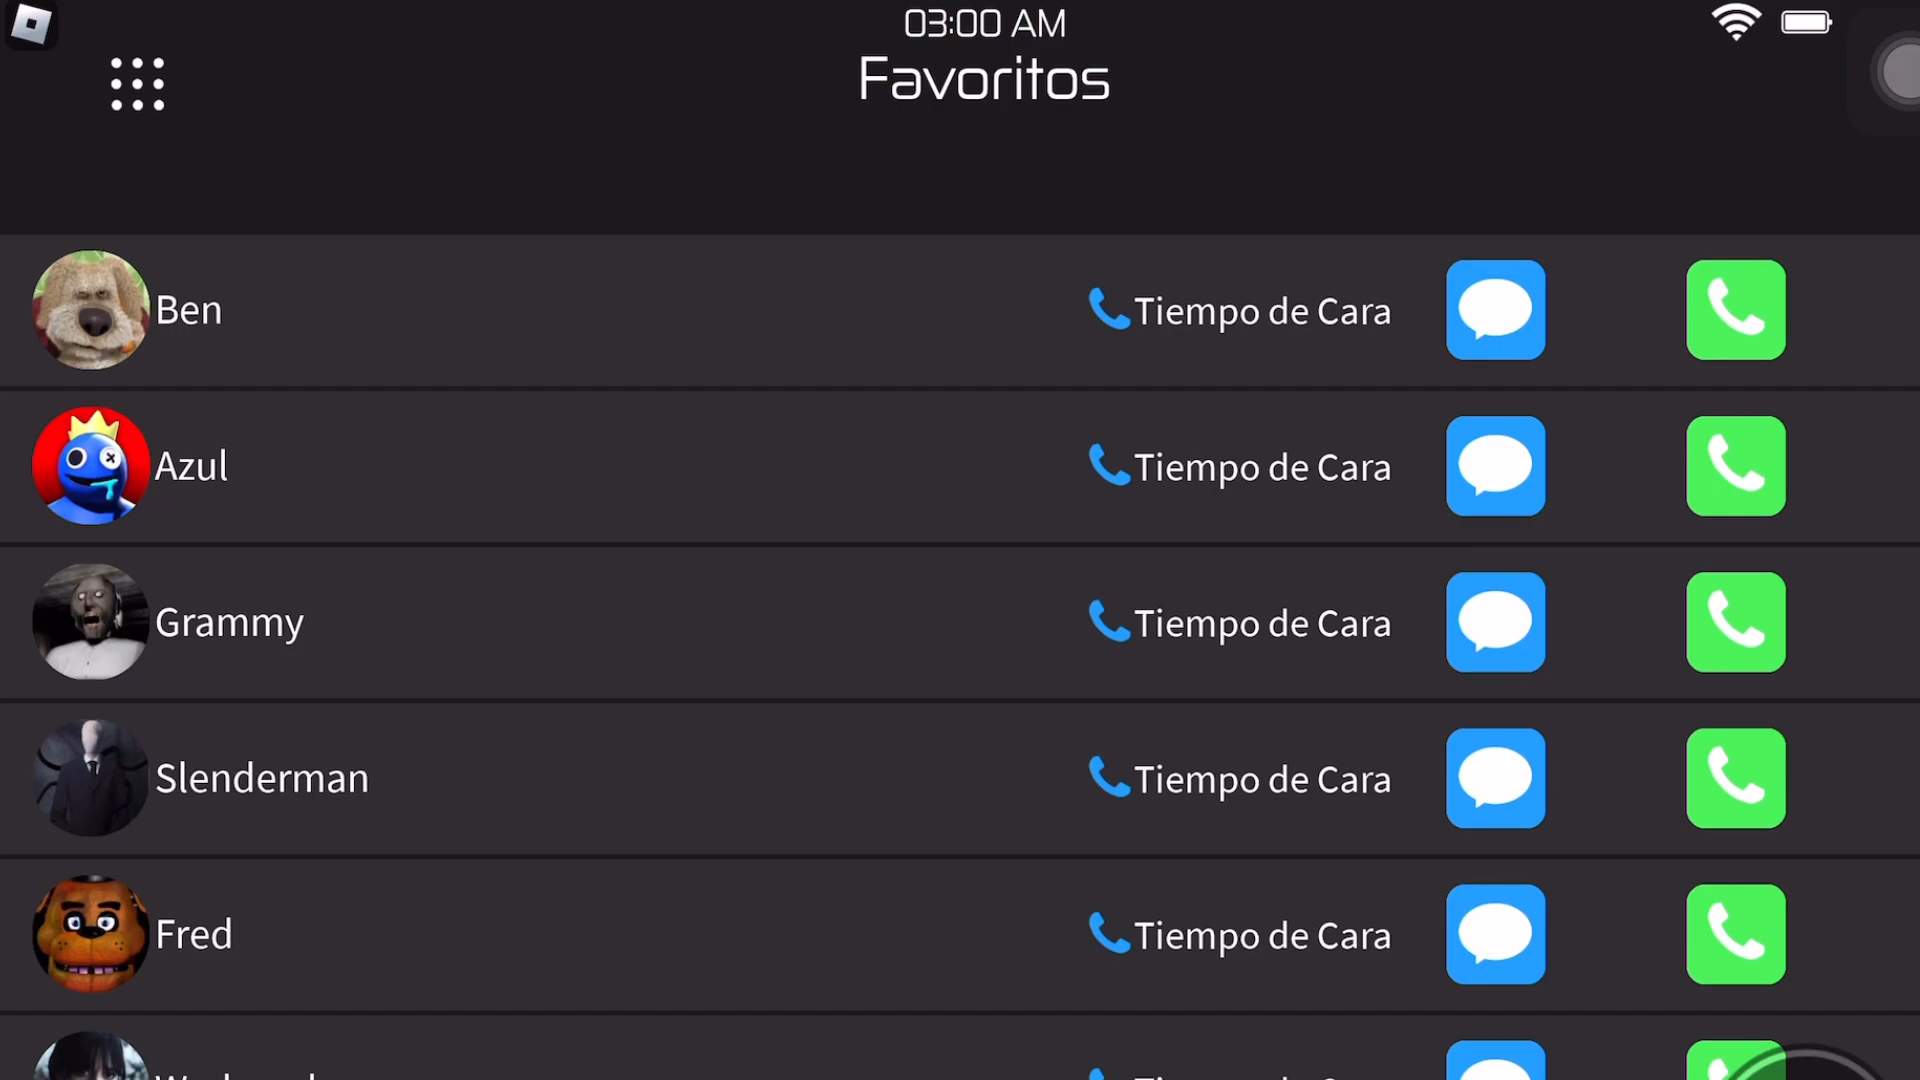 03:00 AM
Favoritos
Ben
Tiempo de Cara
Azul
Tiempo de Cara
Grammy
Tiempo de Cara
Slenderman
Tiempo de Cara
Fred
Tiempo de Cara